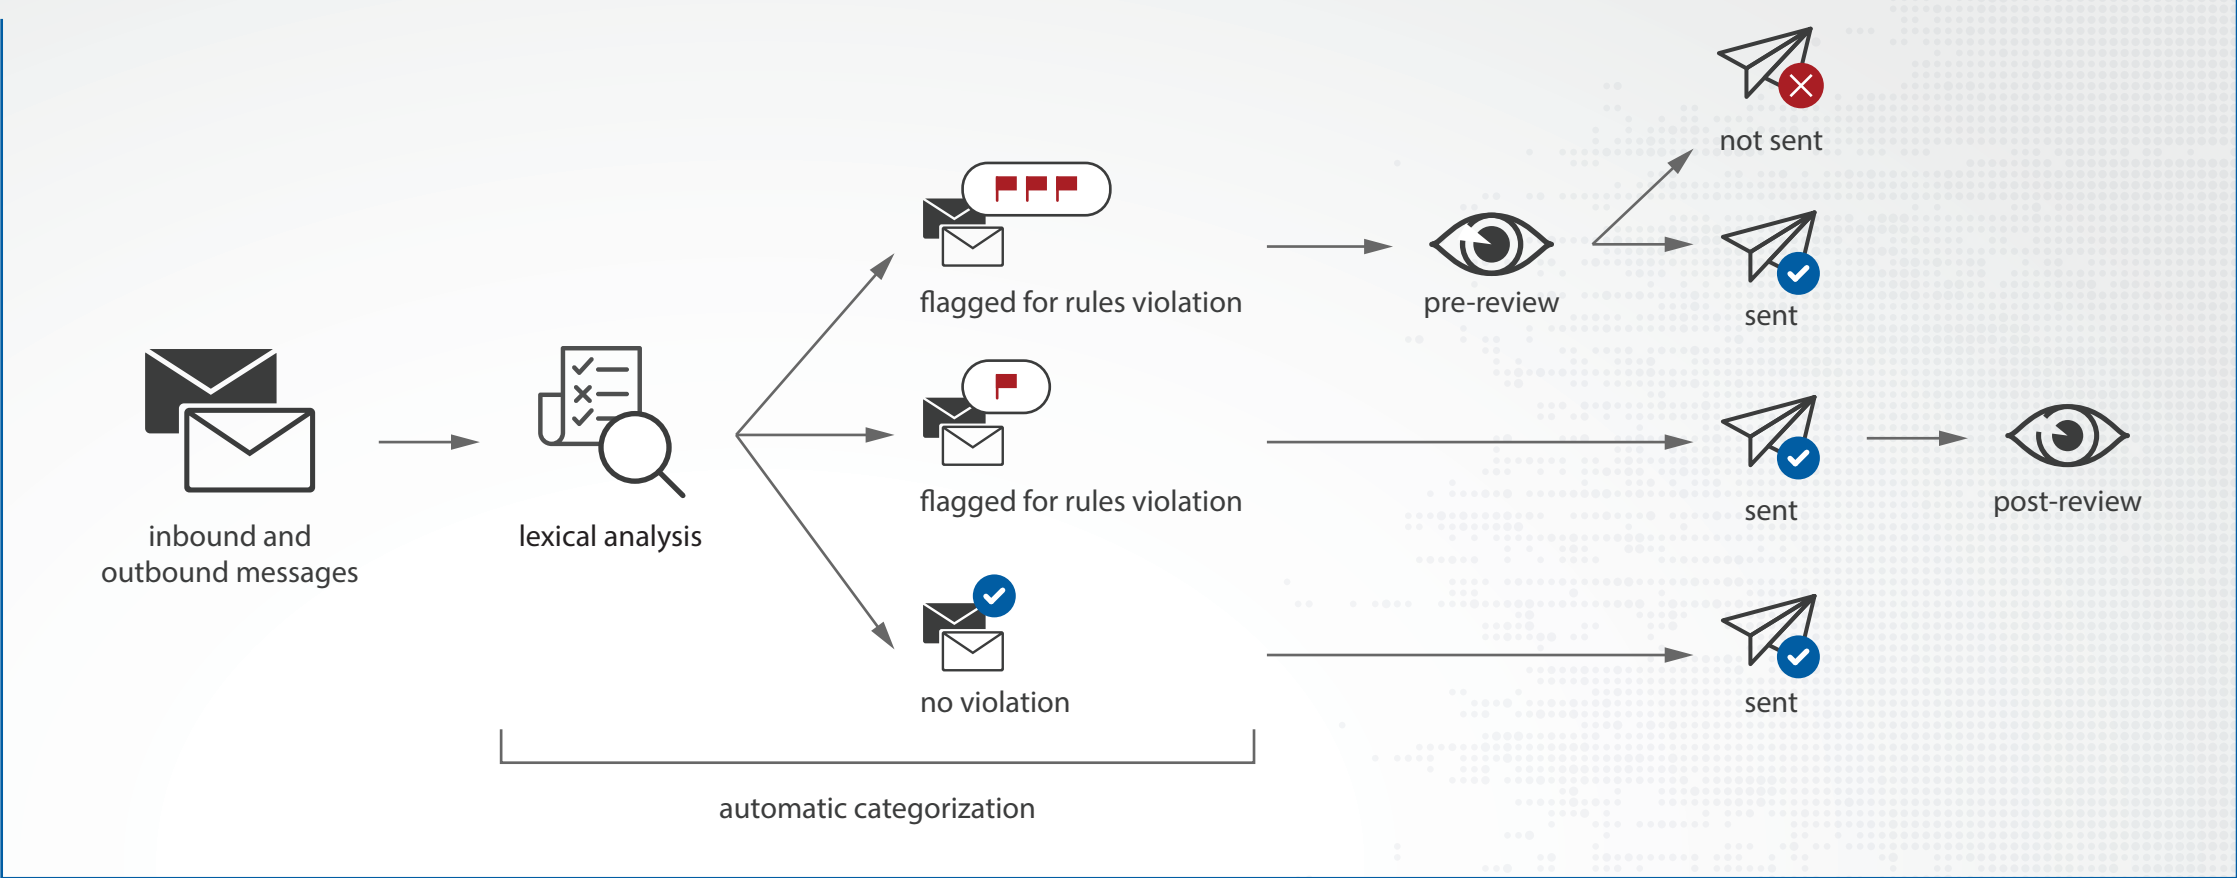 not sent
flagged for rules violation
pre-review
sent
inbound and
outbound messages
lexical analysis
flagged for rules violation
sent
post-review
no violation
sent
automatic categorization